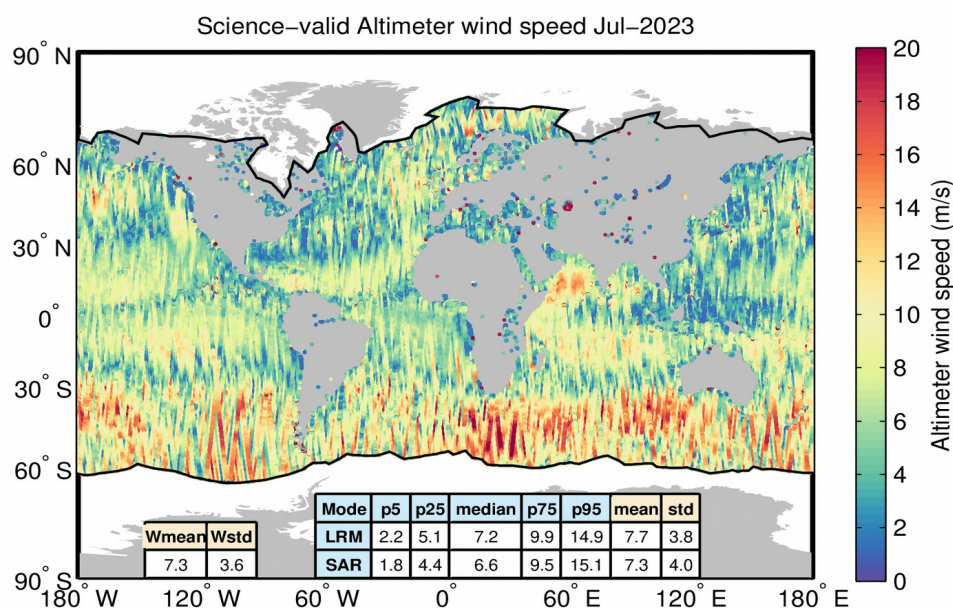 Science−valid Altimeter wind speed Jul−2023
90° N
60° N
30° N
0°
30° S
60° S
90° S
180° W
120° W
60° W
0°
60° E
120° E
180° E
Mode p5 p25 median p75 p95 mean std
LRM 2.2 5.1 7.2 9.9 14.9 7.7 3.8
SAR 1.8 4.4 6.6 9.5 15.1 7.3 4.0
Wmean Wstd
7.3 3.6
20
18
16
14
12
10
8
6
4
2
0
Altimeter wind speed (m/s)